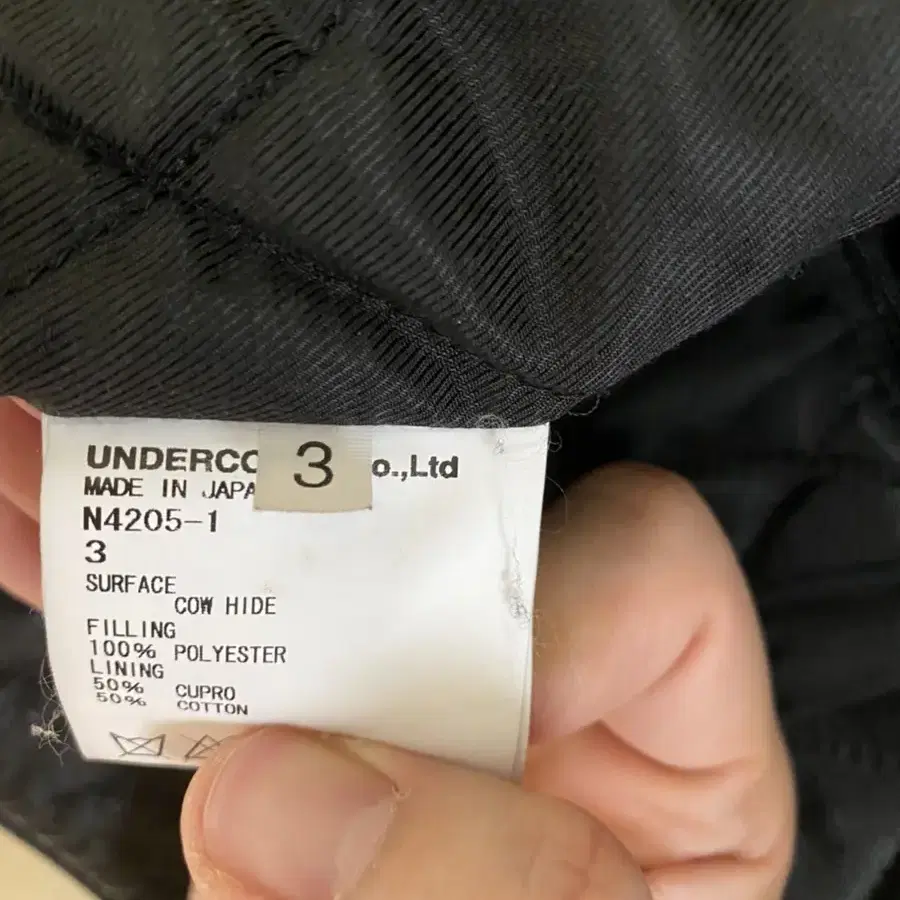 UNDERCO 3 o.,Ltd
MADE IN JAPA
N4205-1
3
SURFACE
COW HIDE
FILLING
100% POLYESTER
LINING
50% CUPRO
50% COTTON